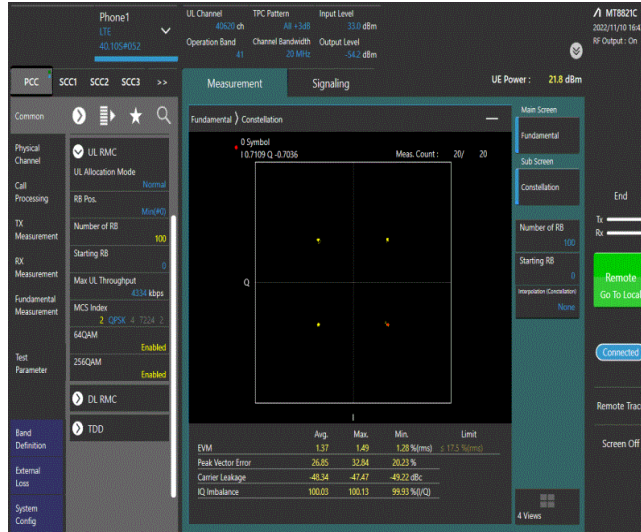 Phone1
LTE
40.10S#052
UL Channel
40620 ch
TPC Pattern
All +3dB
Input Level
33.0 dBm
Operation Band
41
Channel Bandwidth
20 MHz
Output Level
-54.2 dBm
MT8821C
2022/11/10 16:4
RF Output : On
PCC SCC1 SCC2 SCC3 >>
Measurement Signaling
UE Power : 21.8 dBm
Common
Physical
Channel
Call
Processing
TX
Measurement
RX
Measurement
Fundamental
Measurement
Test
Parameter
Band
Definition
External
Loss
System
Config
UL RMC
UL Allocation Mode
Normal
RB Pos.
Min(#0)
Number of RB
100
Starting RB
0
Max UL Throughput
4334 kbps
MCS Index
2 QPSK 4 7224 2
64QAM
Enabled
256QAM
Enabled
DL RMC
TDD
Fundamental > Constellation
0 Symbol
I 0.7109 Q -0.7036
Meas. Count : 20/ 20
Q
I
Avg. Max. Min. Limit
EVM 1.37 1.49 1.28 %(rms) ≤ 17.5 %(rms)
Peak Vector Error 26.85 32.84 20.23 %
Carrier Leakage -48.34 -47.47 -49.22 dBc
IQ Imbalance 100.03 100.13 99.93 %(I/Q)
Main Screen
Fundamental
Sub Screen
Constellation
Number of RB
100
Starting RB
0
Interpolation (Constellation)
None
4 Views
End
Tx
Rx
Remote
Go To Local
Connected
Remote Trac
Screen Off